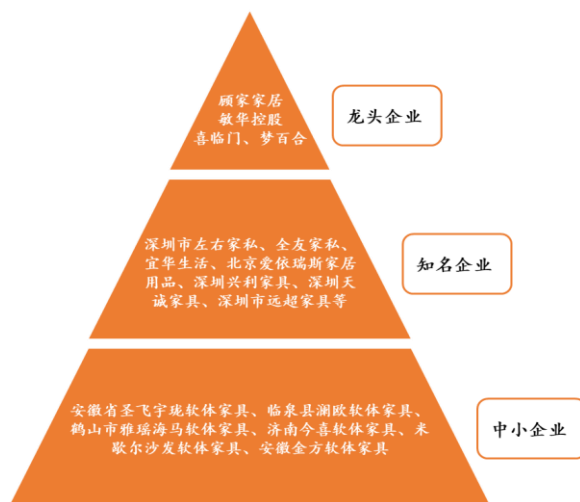 顾家家居
敏华控股
喜临门、梦百合
龙头企业
深圳市左右家私、全友家私、
宜华生活、北京爱依瑞斯家居
用品、深圳兴利家具、深圳天
诚家具、深圳市远超家具等
知名企业
安徽省圣飞宇珑软体家具、临泉县澜欧软体家具、
鹤山市雅瑶海马软体家具、济南今喜软体家具、来
歇尔沙发软体家具、安徽金方软体家具
中小企业